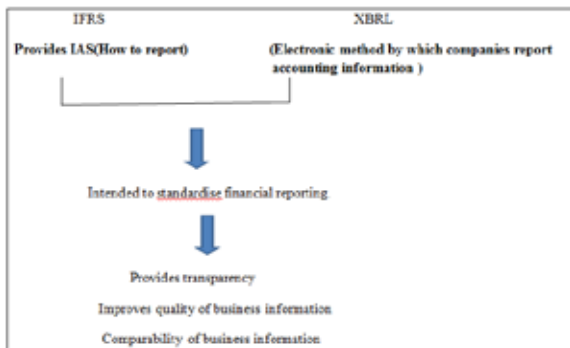 IFRS XBRL
Provides IAS(How to report) (Electronic method by which companies report
accounting information )
Intended to standardise financial reporting
Provides transparency
Improves quality of business information
Comparability of business information